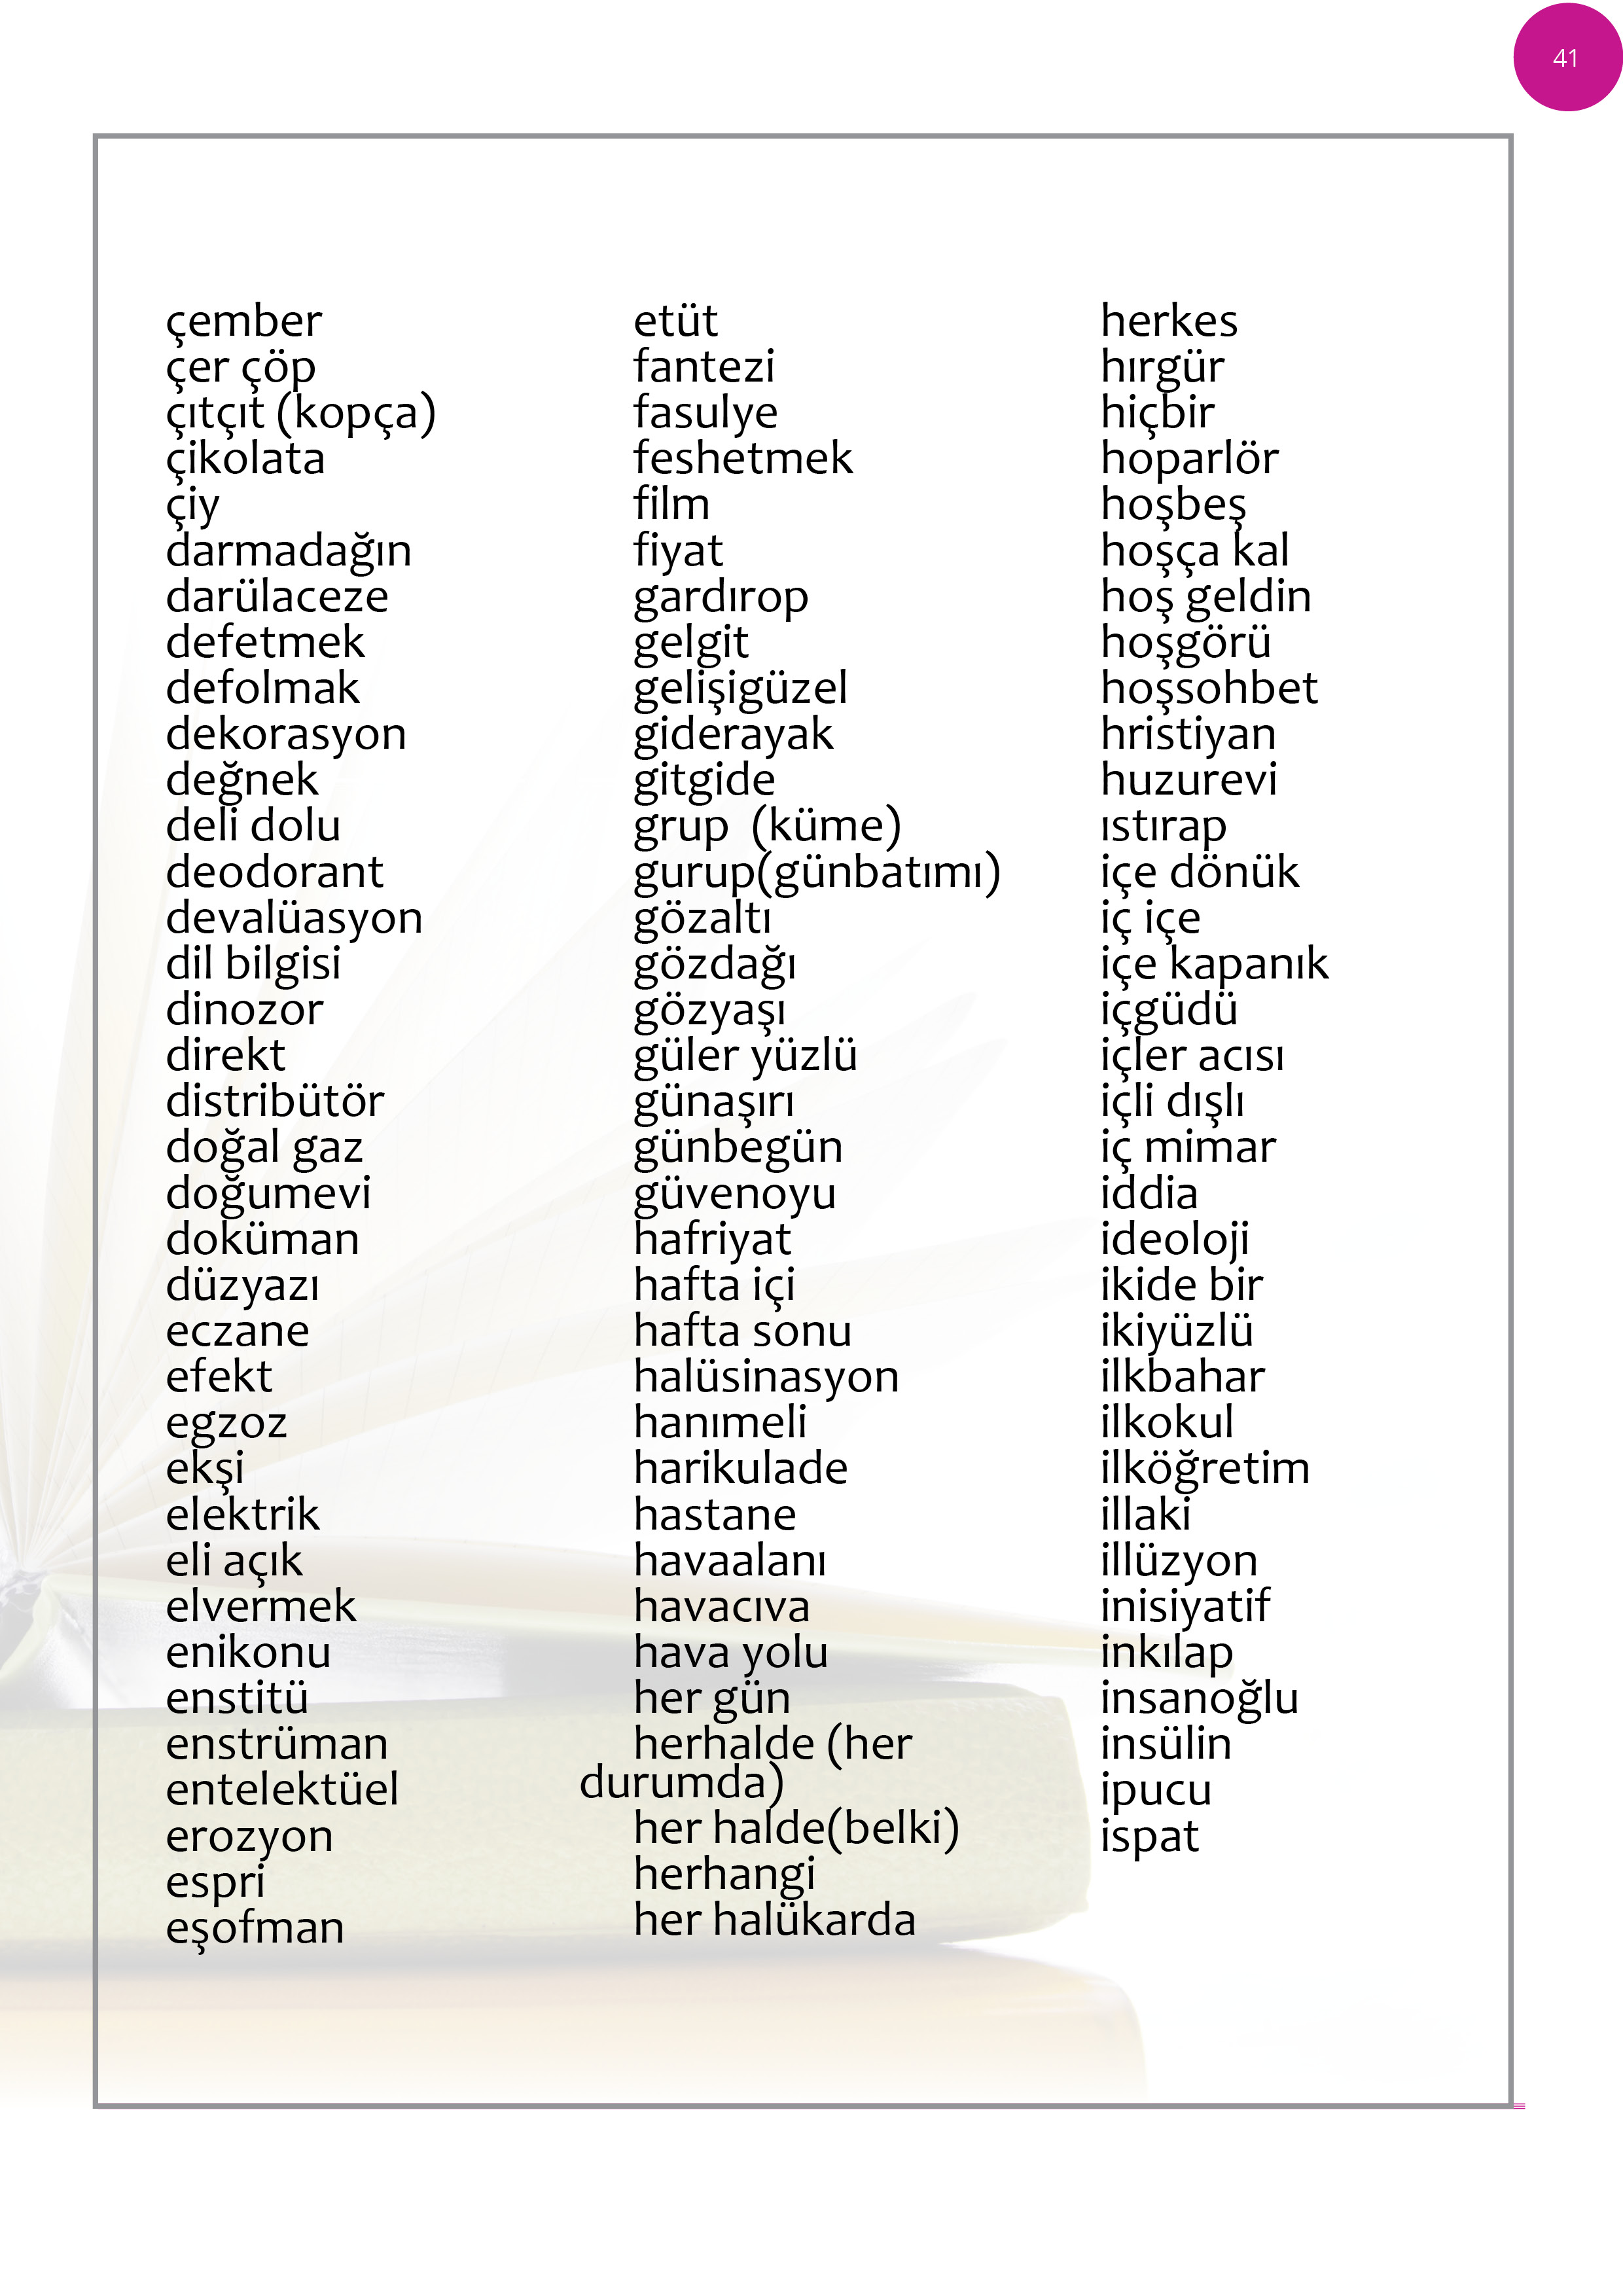 41
çember
çer çöp
çıtçıt (kopça)
çikolata
çiy
darmadağın
darülaceze
defetmek
defolmak
dekorasyon
değnek
deli dolu
deodorant
devalüasyon
dil bilgisi
dinozor
direkt
distribütör
doğal gaz
doğumevi
doküman
düzyazı
eczane
efekt
egzoz
ekşi
elektrik
eli açık
elvermek
enikonu
enstitü
enstrüman
entelektüel
erozyon
espri
eşofman
etüt
fantezi
fasulye
feshetmek
film
fiyat
gardırop
gelgit
gelişigüzel
giderayak
gitgide
grup  (küme)
gurup(günbatımı)
gözaltı
gözdağı
gözyaşı
güler yüzlü
günaşırı
günbegün
güvenoyu
hafriyat
hafta içi
hafta sonu
halüsinasyon
hanımeli
harikulade
hastane
havaalanı
havacıva
hava yolu
her gün
herhalde (her
durumda)
her halde(belki)
herhangi
her halükarda
herkes
hırgür
hiçbir
hoparlör
hoşbeş
hoşça kal
hoş geldin
hoşgörü
hoşsohbet
hristiyan
huzurevi
ıstırap
içe dönük
iç içe
içe kapanık
içgüdü
içler acısı
içli dışlı
iç mimar
iddia
ideoloji
ikide bir
ikiyüzlü
ilkbahar
ilkokul
ilköğretim
illaki
illüzyon
inisiyatif
inkılap
insanoğlu
insülin
ipucu
ispat